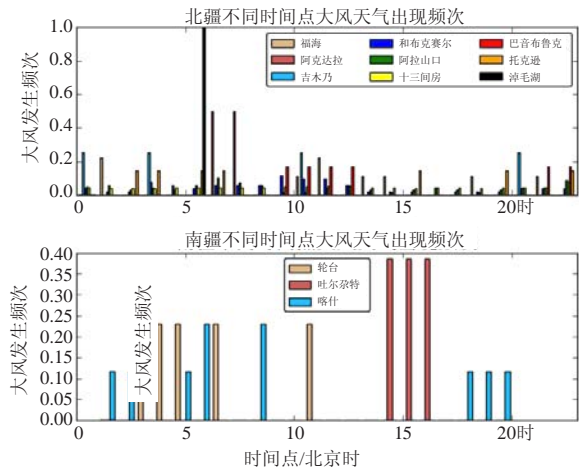 北疆不同时间点大风天气出现频次
大风发生频次
1.0
0.8
0.6
0.4
0.2
0.0
福海 和布克赛尔 巴音布鲁克
阿克达拉 阿拉山口 托克逊
吉木乃 十三间房 淖毛湖
0 5 10 15 20时
南疆不同时间点大风天气出现频次
大风发生频次
大风发生频次
0.40
0.35
0.30
0.25
0.20
0.15
0.10
0.05
0.00
轮台
吐尔尕特
喀什
0 5 10 15 20时
时间点/北京时